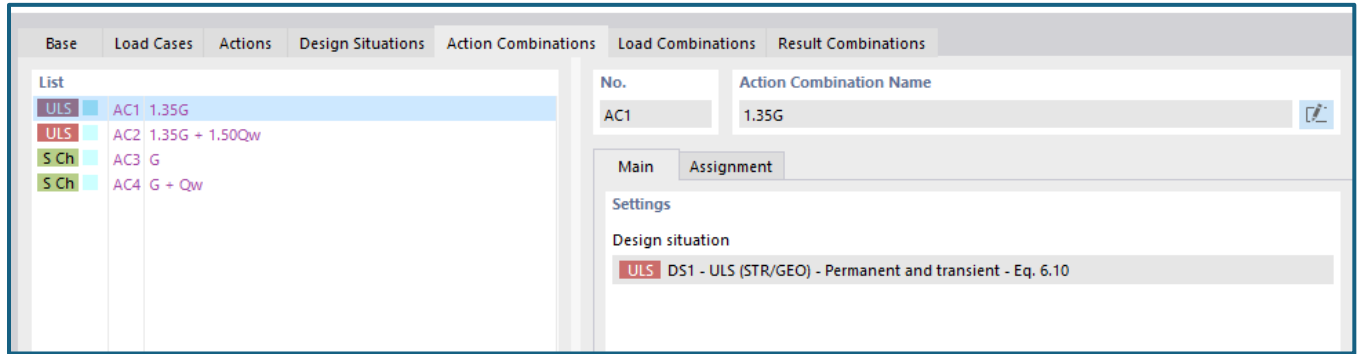 Base Load Cases Actions Design Situations Action Combinations Load Combinations Result Combinations
List
ULS AC1 1.35G
ULS AC2 1.35G + 1.50Qw
S Ch AC3 G
S Ch AC4 G + Qw
No. Action Combination Name
AC1 1.35G
Main Assignment
Settings
Design situation
ULS DS1 - ULS (STR/GEO) - Permanent and transient - Eq. 6.10